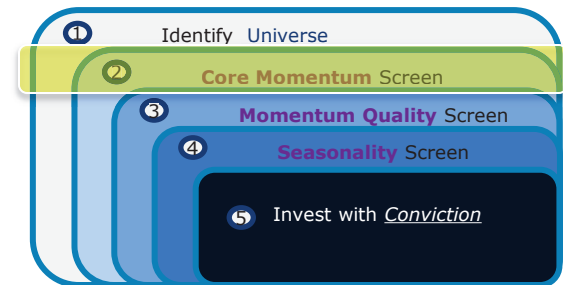 ① Identify Universe
② Core Momentum Screen
③ Momentum Quality Screen
④ Seasonality Screen
⑤ Invest with Conviction